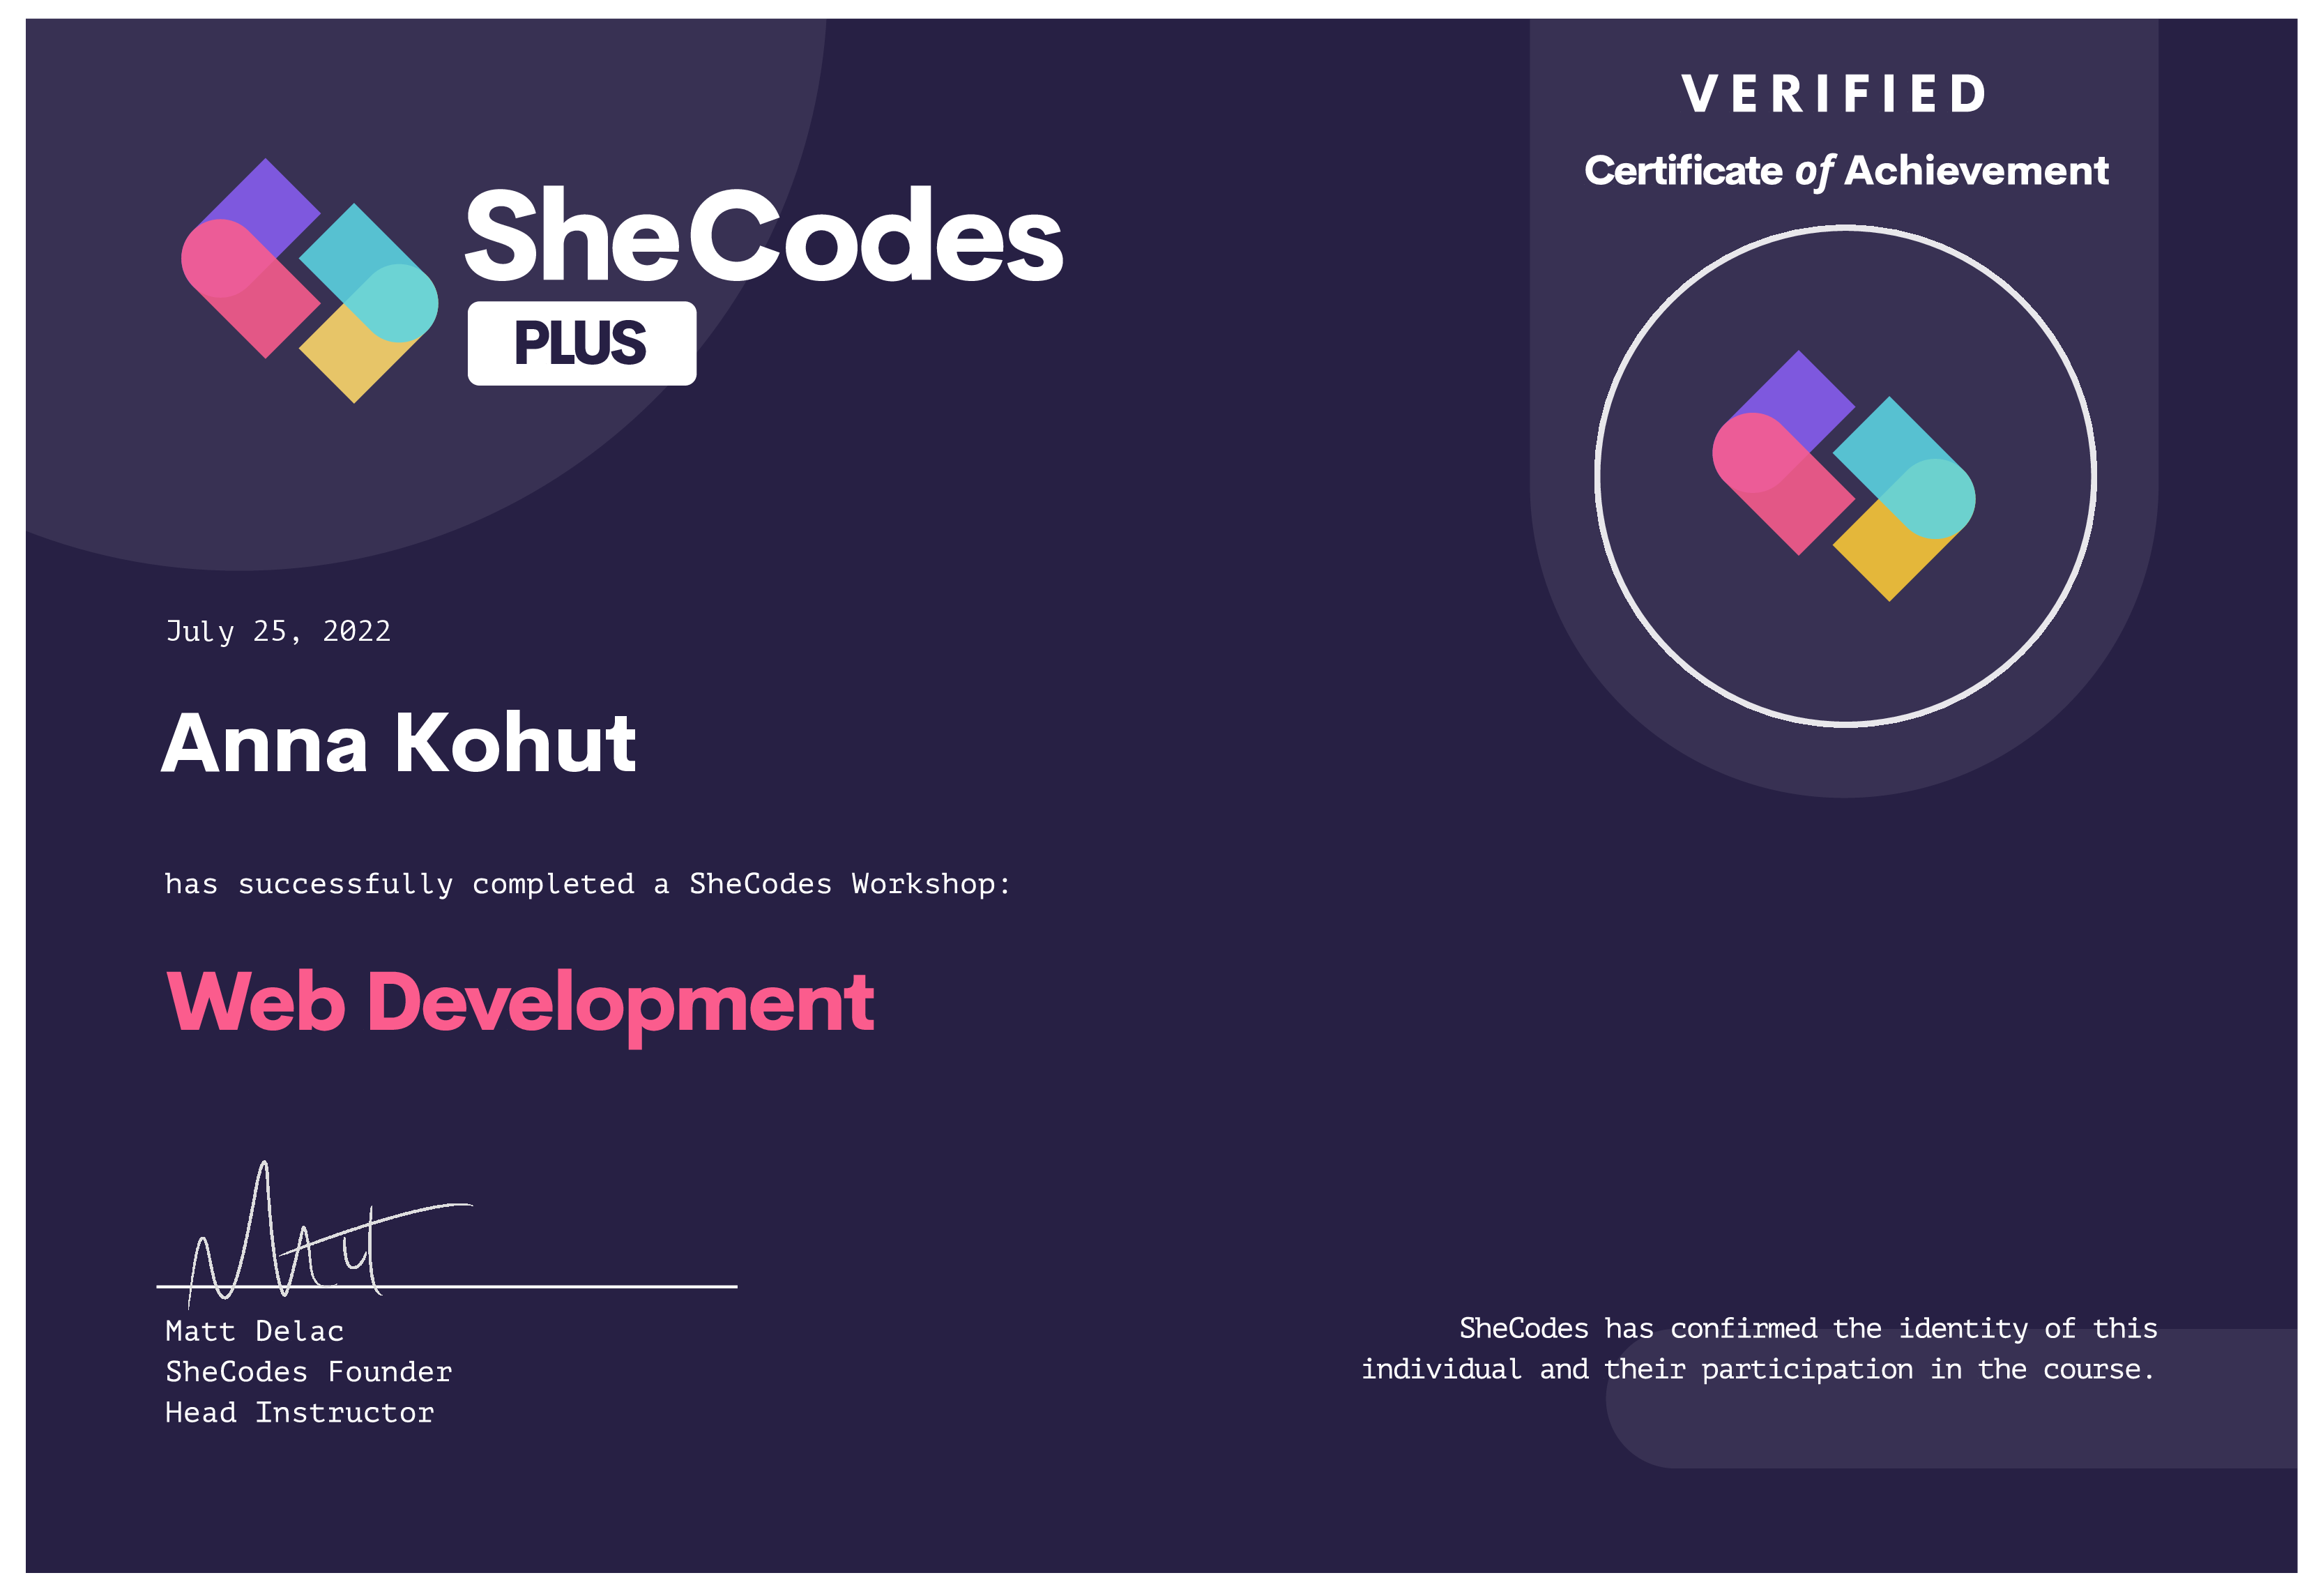 VERIFIED
Certificate of Achievement
SheCodes
PLUS
July 25, 2022
Anna Kohut
has successfully completed a SheCodes Workshop:
Web Development
Matt
Matt Delac
SheCodes Founder
Head Instructor
SheCodes has confirmed the identity of this
individual and their participation in the course.